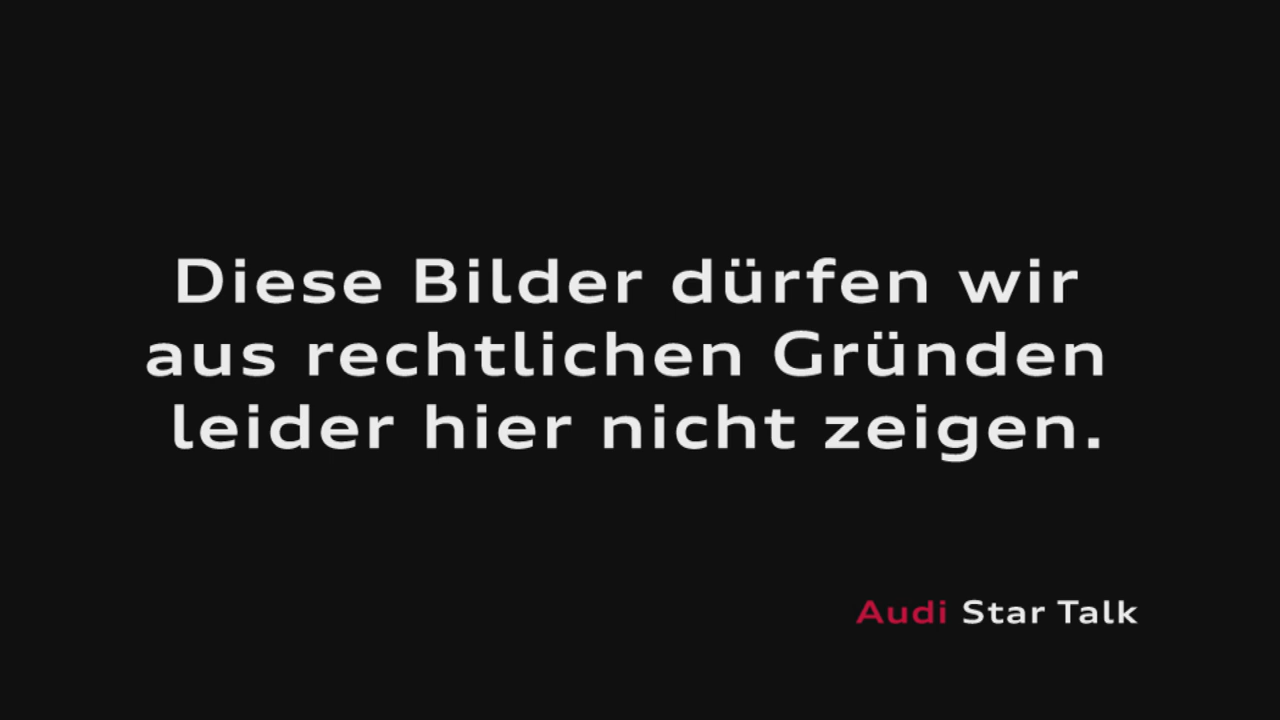 Diese Bilder dürfen wir
aus rechtlichen Gründen
leider hier nicht zeigen.
Audi Star Talk